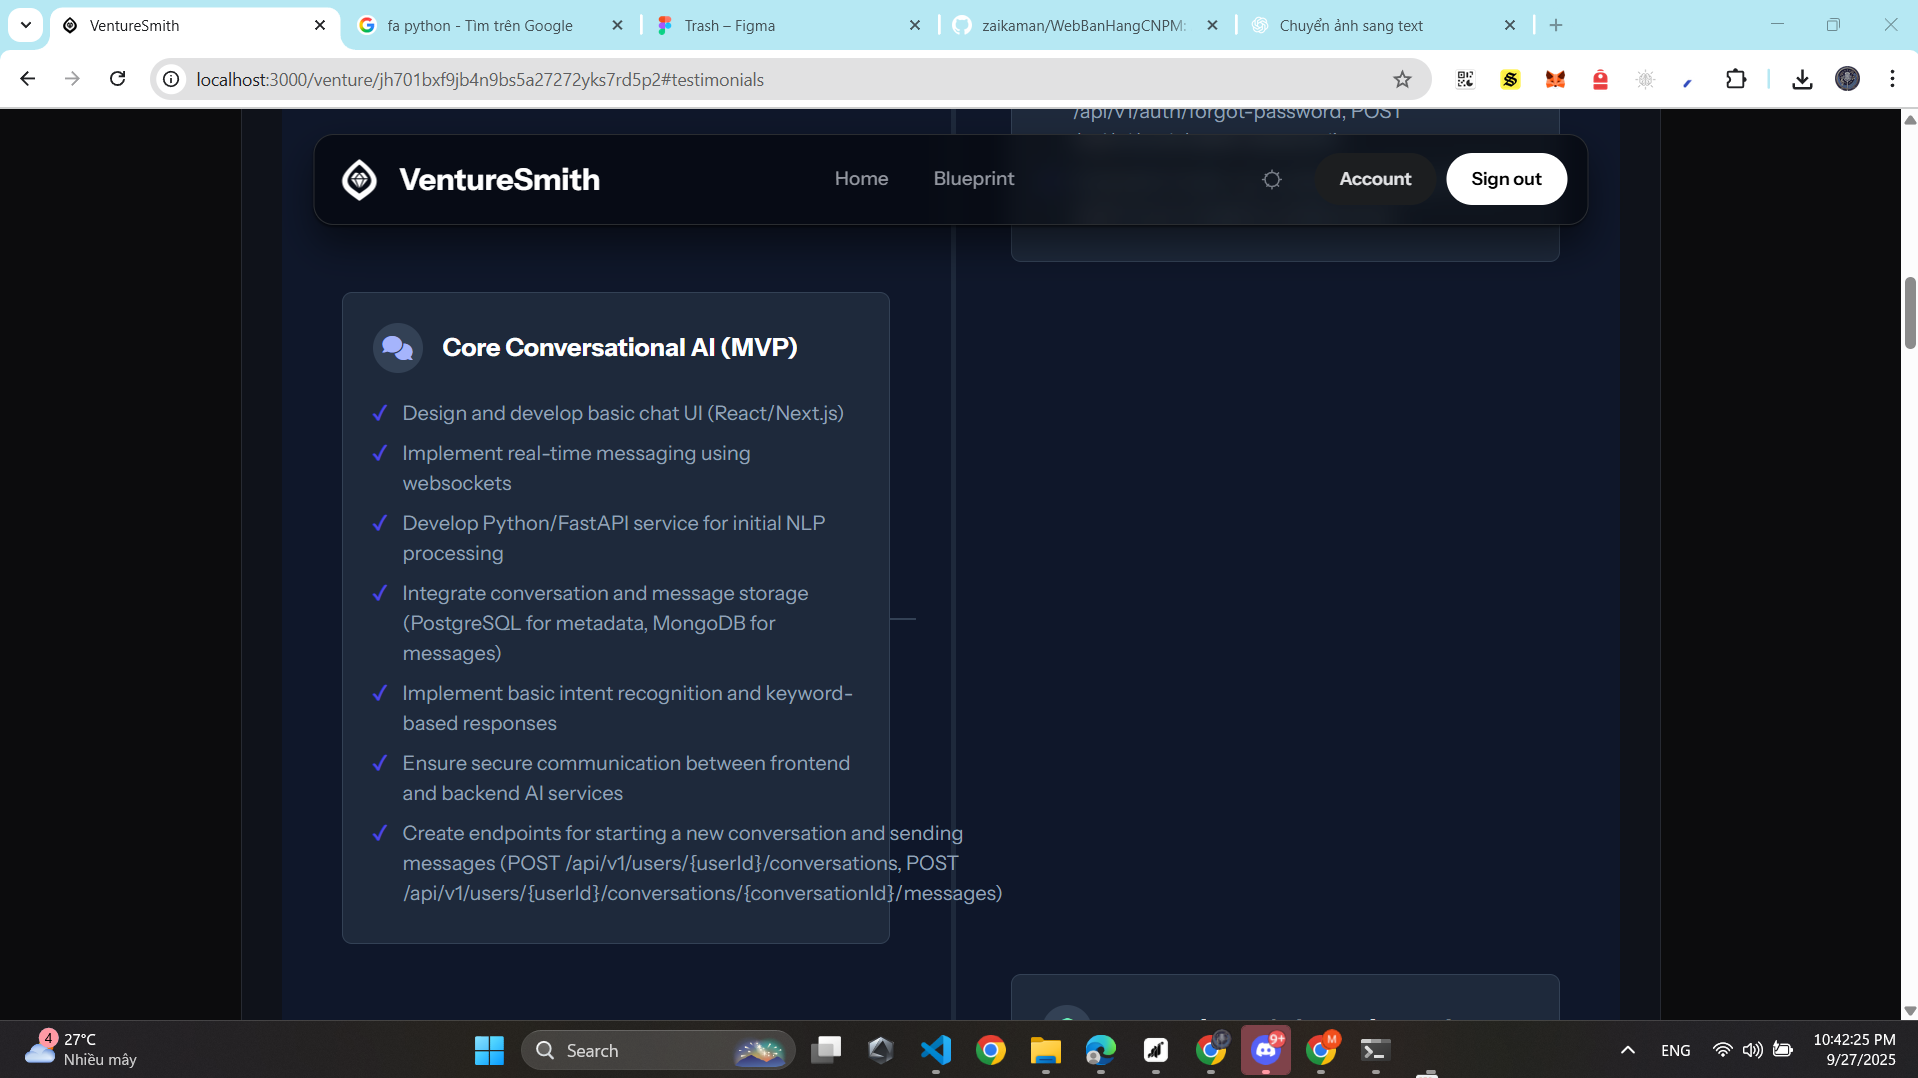 VentureSmith
fa python - Tìm trên Google
Trash – Figma
zaikaman/WebBanHangCNPM:
Chuyển ảnh sang text
localhost:3000/venture/jh701bxf9jb4n9bs5a27272yks7rd5p2#testimonials
/api/v1/auth/forgot-password, POST
VentureSmith
Home
Blueprint
Account
Sign out
Core Conversational AI (MVP)
Design and develop basic chat UI (React/Next.js)
Implement real-time messaging using
websockets
Develop Python/FastAPI service for initial NLP
processing
Integrate conversation and message storage
(PostgreSQL for metadata, MongoDB for
messages)
Implement basic intent recognition and keyword-
based responses
Ensure secure communication between frontend
and backend AI services
Create endpoints for starting a new conversation and sending
messages (POST /api/v1/users/{userId}/conversations, POST
/api/v1/users/{userId}/conversations/{conversationId}/messages)
4
27°C
Nhiều mây
Search
9+
M
ENG
10:42:25 PM
9/27/2025